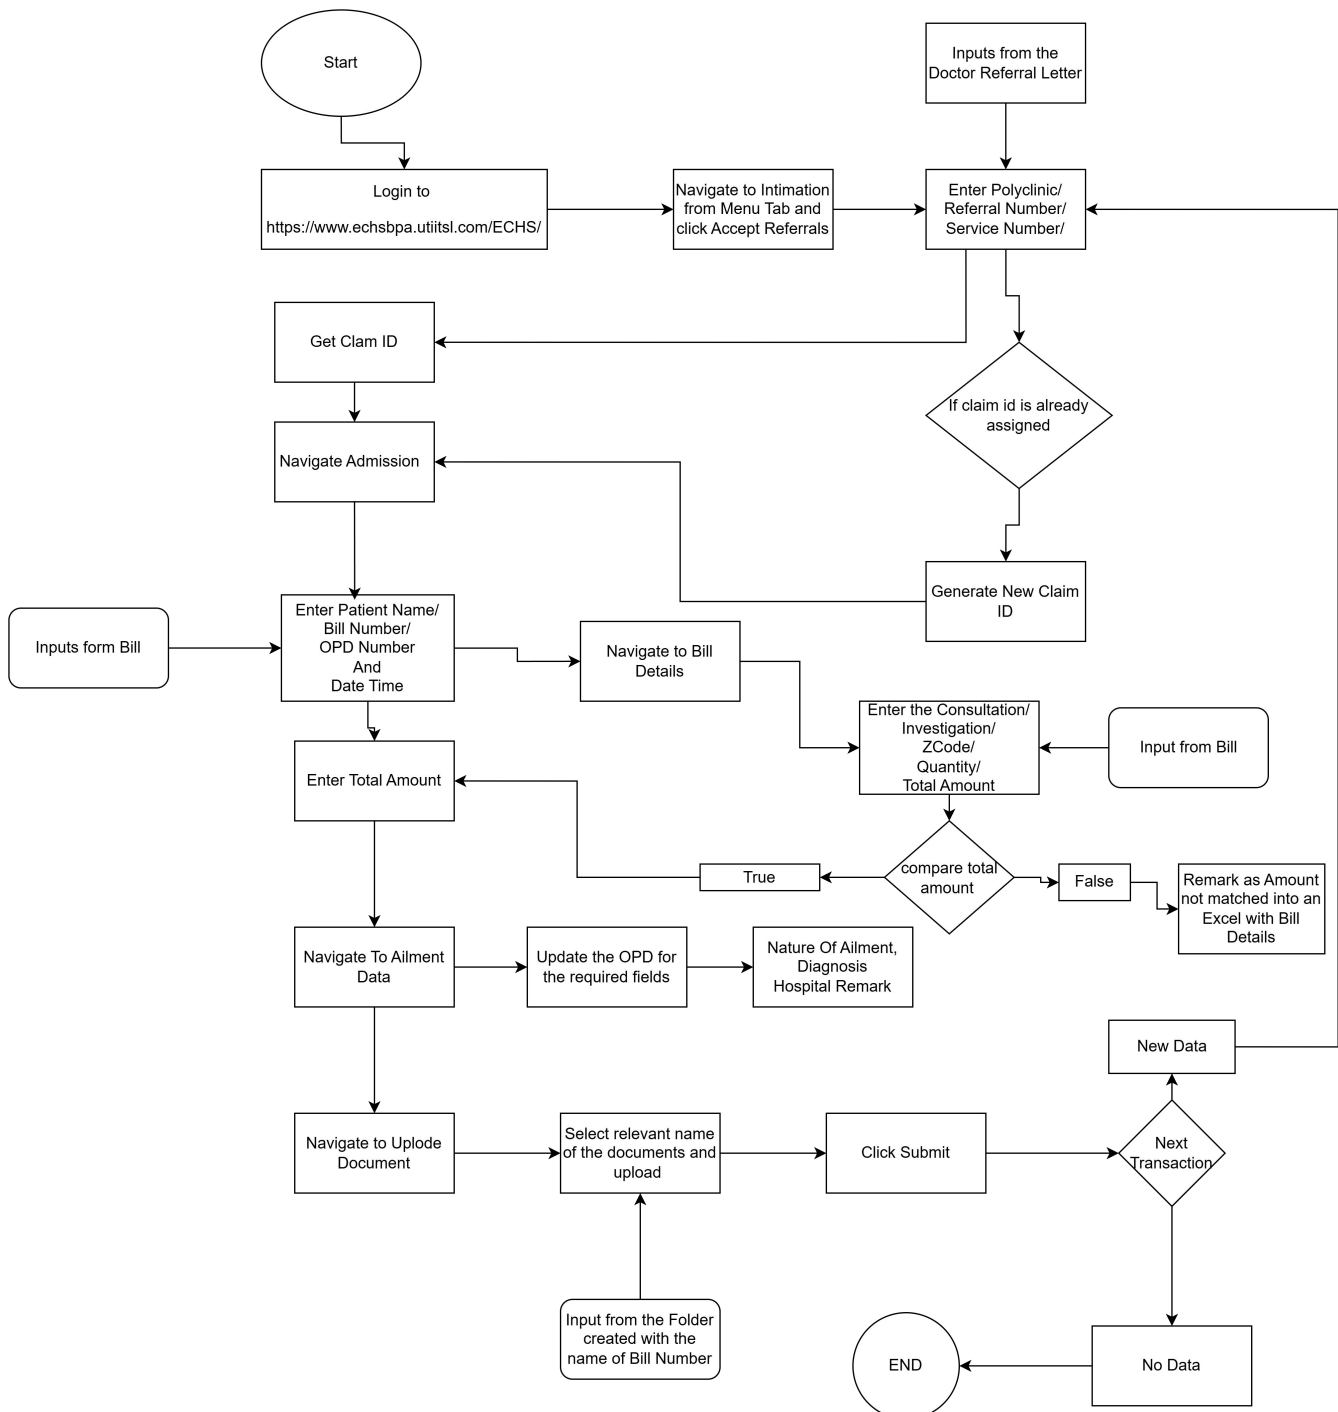 Start
Inputs from the
Doctor Referral Letter
Login to
https://www.echsbpa.utiitsl.com/ECHS/
Navigate to Intimation
from Menu Tab and
click Accept Referrals
Enter Polyclinic/
Referral Number/
Service Number/
Get Clam ID
If claim id is already
assigned
Navigate Admission
Generate New Claim
ID
Inputs form Bill
Enter Patient Name/
Bill Number/
OPD Number
And
Date Time
Navigate to Bill
Details
Enter the Consultation/
Investigation/
ZCode/
Quantity/
Total Amount
Input from Bill
Enter Total Amount
True
compare total
amount
False
Remark as Amount
not matched into an
Excel with Bill
Details
Navigate To Ailment
Data
Update the OPD for
the required fields
Nature Of Ailment,
Diagnosis
Hospital Remark
New Data
Navigate to Uplode
Document
Select relevant name
of the documents and
upload
Click Submit
Next
Transaction
Input from the Folder
created with the
name of Bill Number
END
No Data